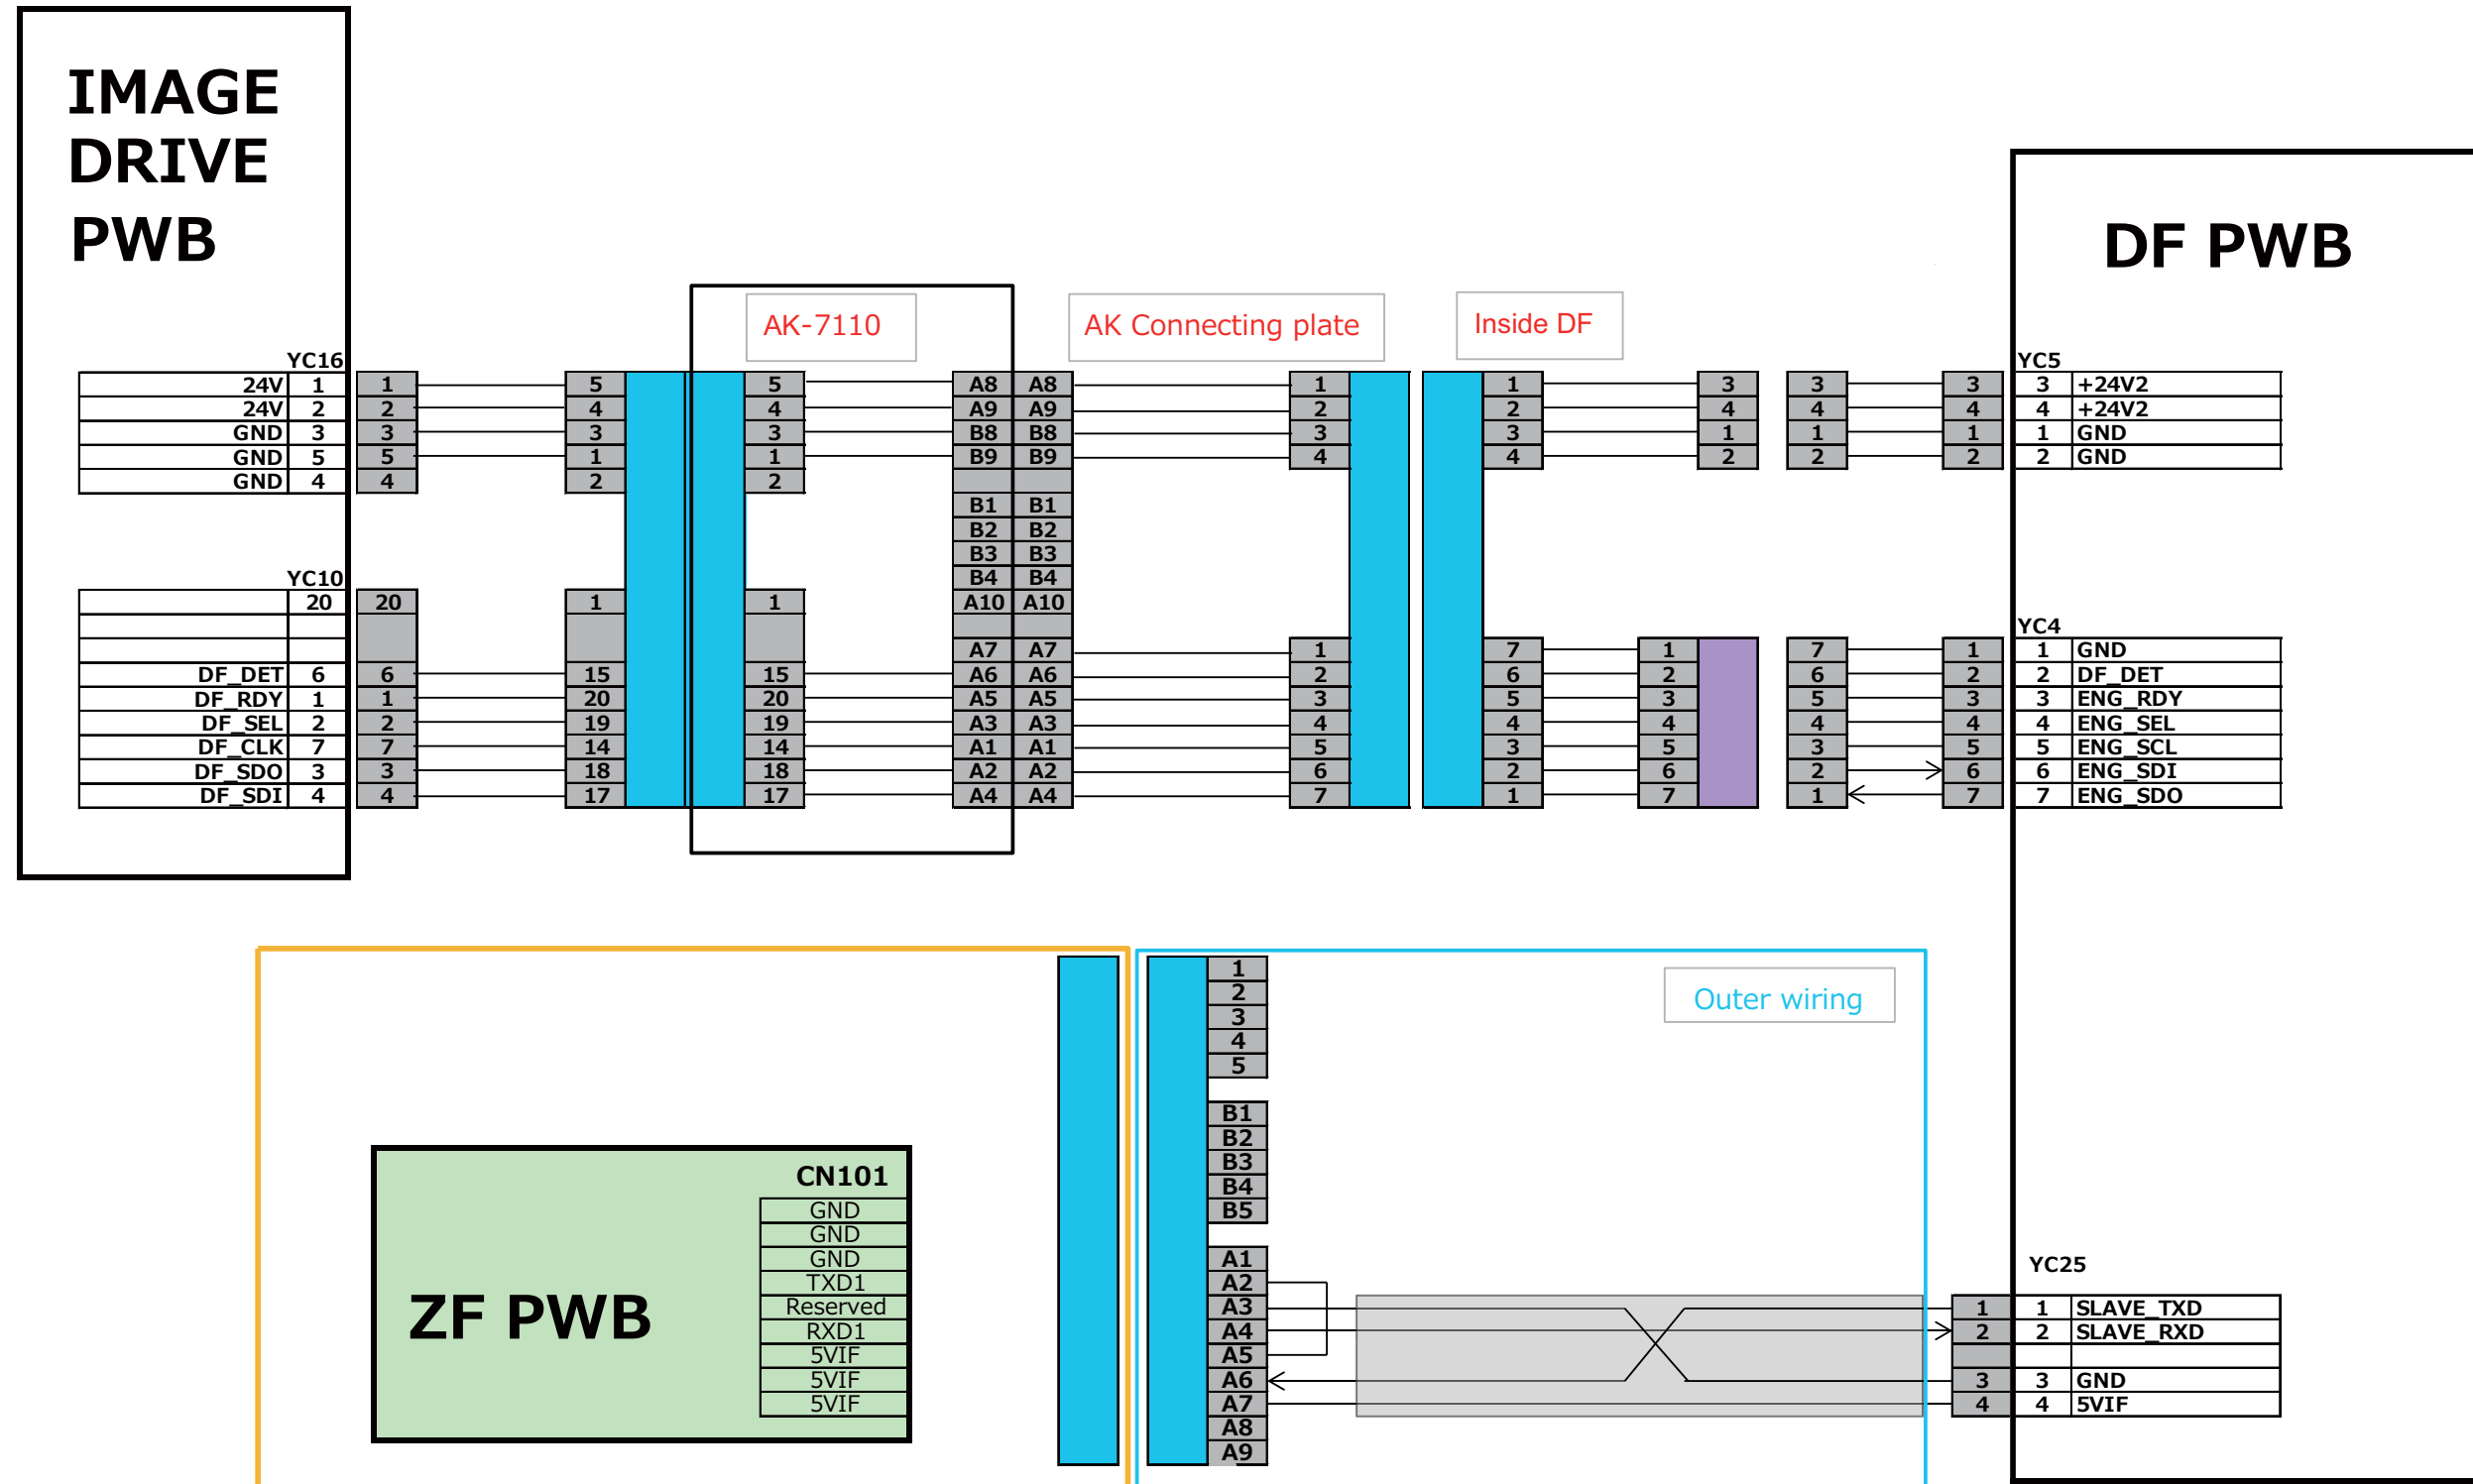 IMAGE
DRIVE
PWB
DF PWB
AK-7110
AK Connecting plate
Inside DF
YC16
YC5
24V 1 1 5 5 A8 A8 1 1 3 3 3 3 +24V2
24V 2 2 4 4 A9 A9 2 2 4 4 4 4 +24V2
GND 3 3 3 3 B8 B8 3 3 1 1 1 1 GND
GND 5 5 1 1 B9 B9 4 4 2 2 2 2 GND
GND 4 4 2 2
B1 B1
B2 B2
B3 B3
B4 B4
YC10
20 20 1 1 A10 A10
YC4
A7 A7 1 7 1 7 1 1 GND
DF_DET 6 6 15 15 A6 A6 2 6 2 6 2 2 DF_DET
DF_RDY 1 1 20 20 A5 A5 3 5 3 5 3 3 ENG_RDY
DF_SEL 2 2 19 19 A3 A3 4 4 4 4 4 4 ENG_SEL
DF_CLK 7 7 14 14 A1 A1 5 3 5 3 5 5 ENG_SCL
DF_SDO 3 3 18 18 A2 A2 6 2 6 2 6 6 ENG_SDI
DF_SDI 4 4 17 17 A4 A4 7 1 7 1 7 7 ENG_SDO
Outer wiring
1
2
3
4
5
B1
B2
B3
B4
B5
A1
A2
A3
A4
A5
A6
A7
A8
A9
ZF PWB
CN101
GND
GND
GND
TXD1
Reserved
RXD1
5VIF
5VIF
5VIF
YC25
1 1 SLAVE_TXD
2 2 SLAVE_RXD
3 3 GND
4 4 5VIF